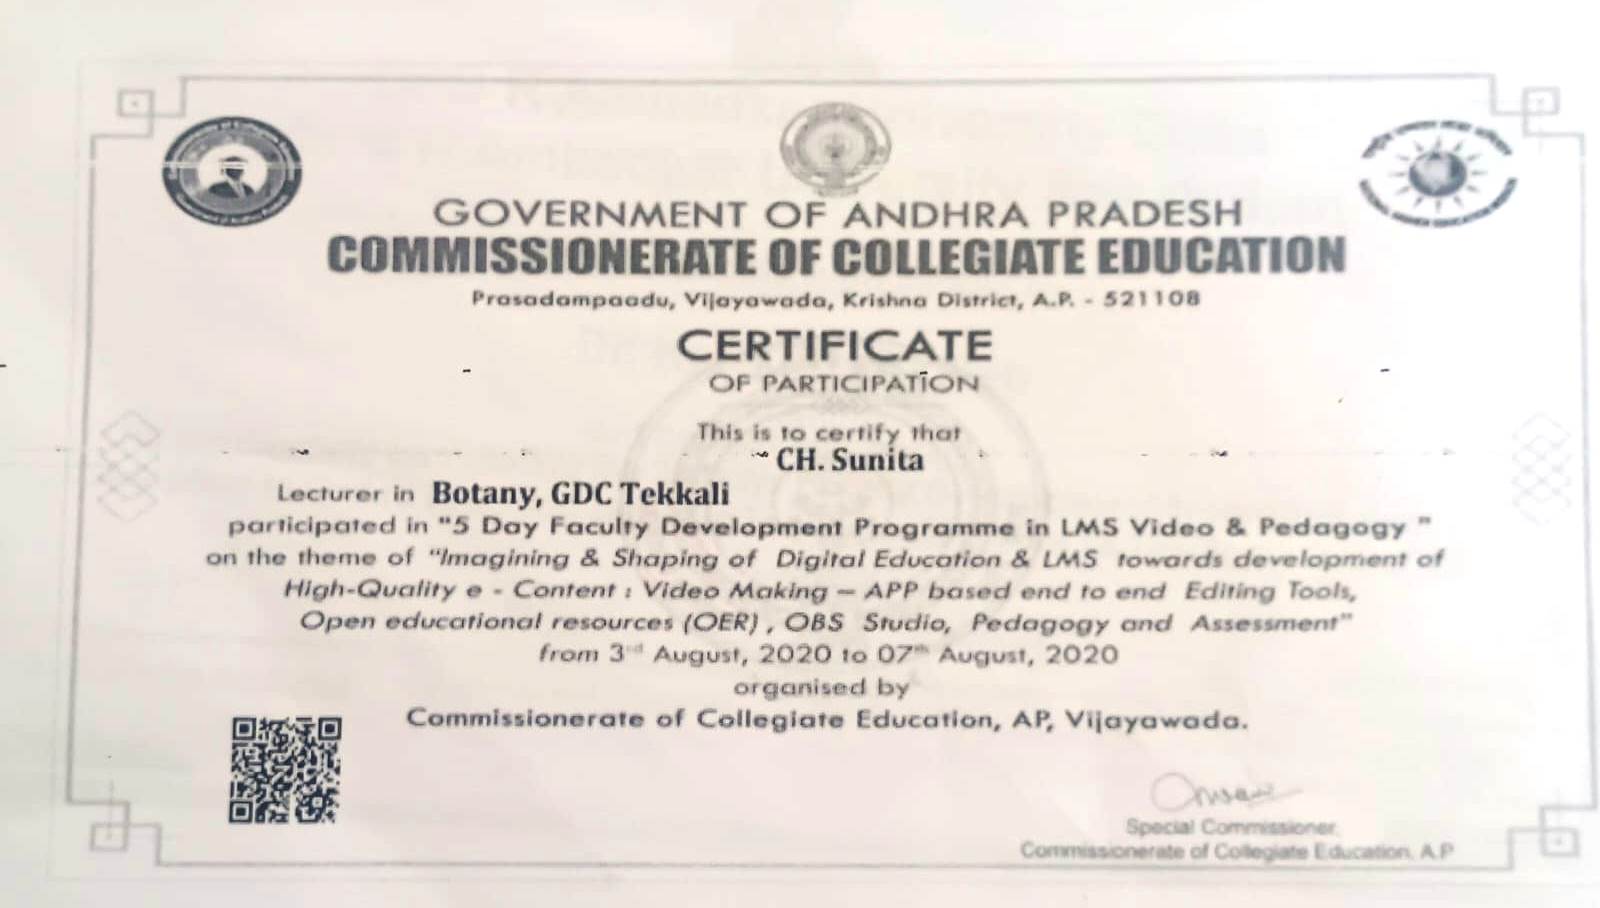 GOVERNMENT OF ANDHRA PRADESH
COMMISSIONERATE OF COLLEGIATE EDUCATION
Prasadampaadu, Vijayawada, Krishna District, A.P. - 521108
CERTIFICATE
OF PARTICIPATION
This is to certify that
CH. Sunita
Lecturer in Botany, GDC Tekkali
participated in "5 Day Faculty Development Programme in LMS Video & Pedagogy "
on the theme of "Imagining & Shaping of Digital Education & LMS towards development of
High-Quality e - Content : Video Making – APP based end to end Editing Tools,
Open educational resources (OER) , OBS Studio, Pedagogy and Assessment"
from 3rd August, 2020 to 07th August, 2020
organised by
Commissionerate of Collegiate Education, AP, Vijayawada.
Special Commissioner,
Commissionerate of Collegiate Education, A.P